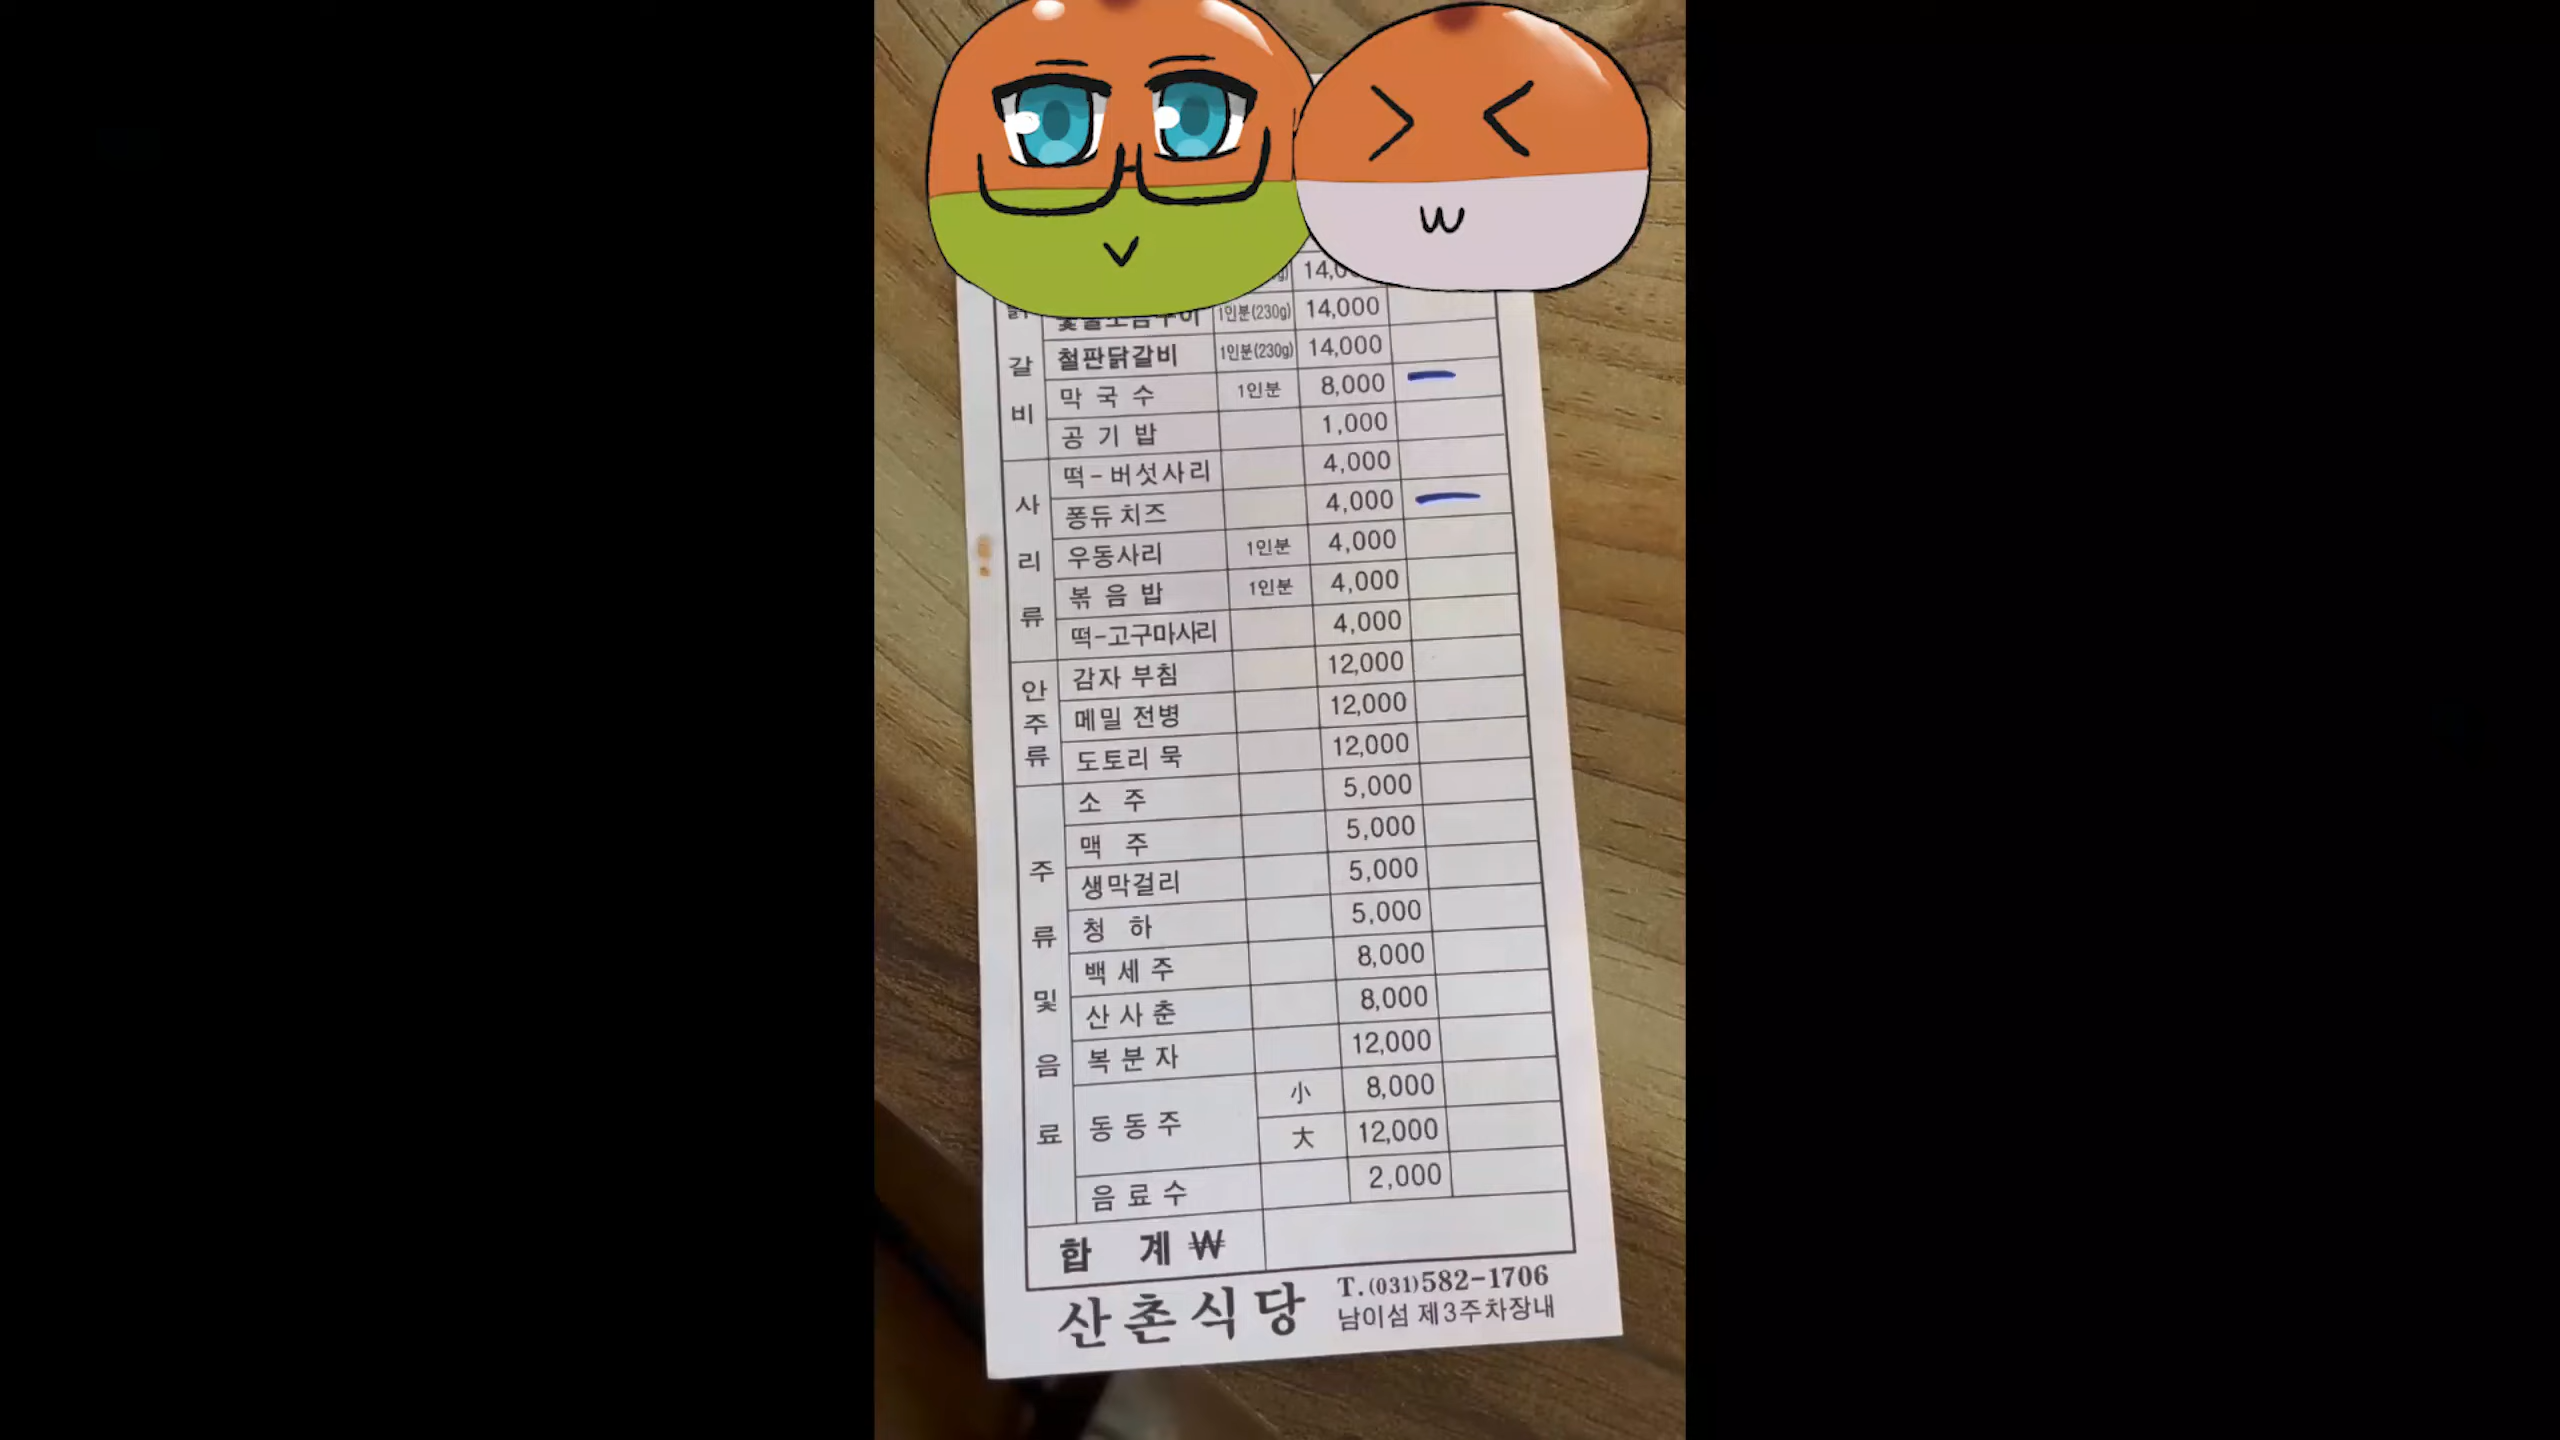 14,0
1인분(230g) 14,000
철판닭갈비 1인분(230g) 14,000
갈비
막 국 수 1인분 8,000
공 기 밥 1,000
사리류
떡-버섯사리 4,000
퐁듀 치즈 4,000
우동사리 1인분 4,000
볶 음 밥 1인분 4,000
떡-고구마사리 4,000
안주류
감자 부침 12,000
메밀 전병 12,000
도토리 묵 12,000
주류 및 음료
소 주 5,000
맥 주 5,000
생막걸리 5,000
청 하 5,000
백 세 주 8,000
산 사 춘 8,000
복 분 자 12,000
동 동 주 小 8,000
大 12,000
음 료 수 2,000
합 계 ₩
산촌식당 T.(031)582-1706
남이섬 제3주차장내